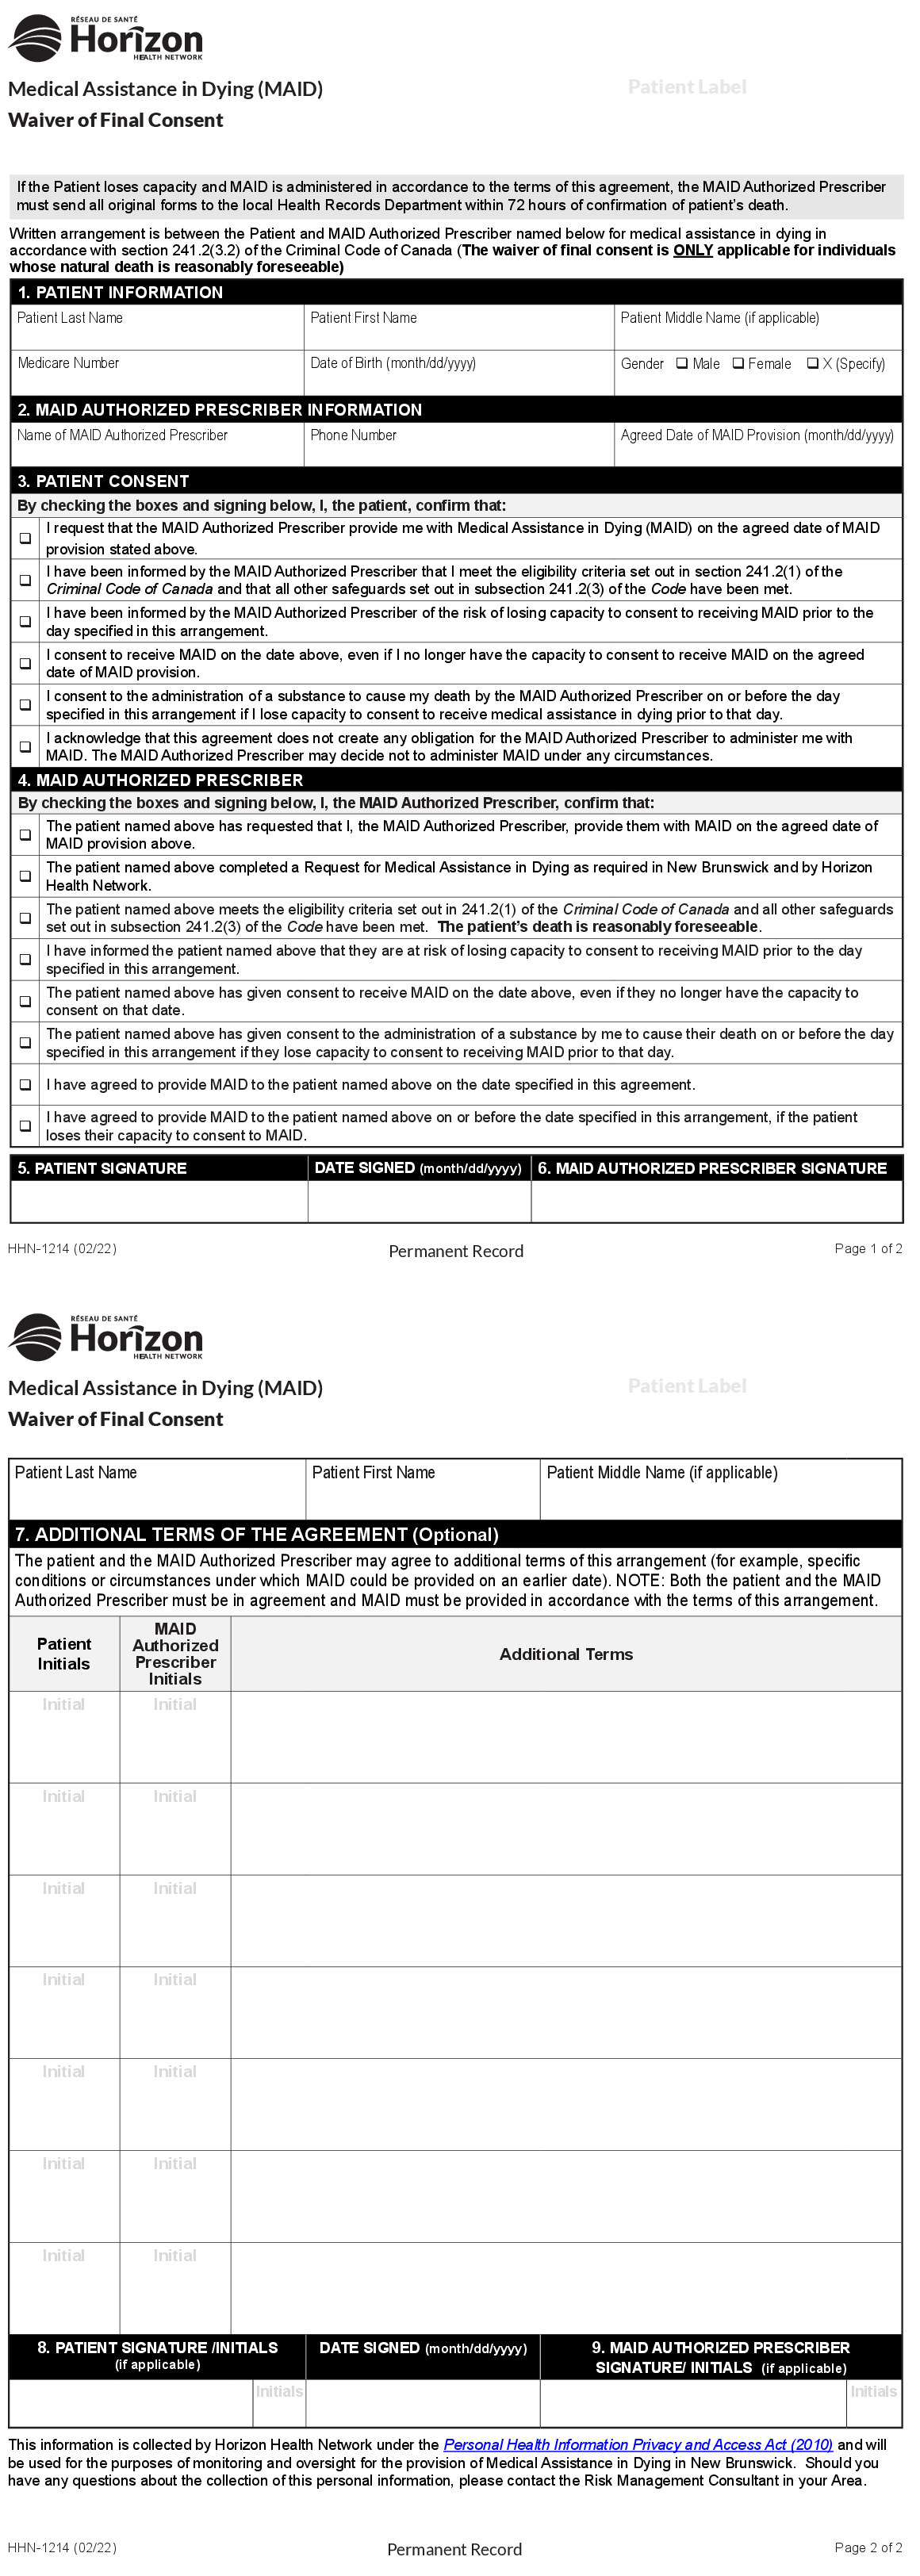 RÉSEAU DE SANTÉ
Horizon
HEALTH NETWORK
Medical Assistance in Dying (MAID)
Patient Label
Waiver of Final Consent
If the Patient loses capacity and MAID is administered in accordance to the terms of this agreement, the MAID Authorized Prescriber
must send all original forms to the local Health Records Department within 72 hours of confirmation of patient's death.
Written arrangement is between the Patient and MAID Authorized Prescriber named below for medical assistance in dying in
accordance with section 241.2(3.2) of the Criminal Code of Canada (The waiver of final consent is ONLY applicable for individuals
whose natural death is reasonably foreseeable)
1. PATIENT INFORMATION
Patient Last Name
Patient First Name
Patient Middle Name (if applicable)
Medicare Number
Date of Birth (month/dd/yyyy)
Gender ❑ Male ❑ Female ❑ X (Specify)
2. MAID AUTHORIZED PRESCRIBER INFORMATION
Name of MAID Authorized Prescriber
Phone Number
Agreed Date of MAID Provision (month/dd/yyyy)
3. PATIENT CONSENT
By checking the boxes and signing below, I, the patient, confirm that:
❑ I request that the MAID Authorized Prescriber provide me with Medical Assistance in Dying (MAID) on the agreed date of MAID
provision stated above.
❑ I have been informed by the MAID Authorized Prescriber that I meet the eligibility criteria set out in section 241.2(1) of the
Criminal Code of Canada and that all other safeguards set out in subsection 241.2(3) of the Code have been met.
❑ I have been informed by the MAID Authorized Prescriber of the risk of losing capacity to consent to receiving MAID prior to the
day specified in this arrangement.
❑ I consent to receive MAID on the date above, even if I no longer have the capacity to consent to receive MAID on the agreed
date of MAID provision.
❑ I consent to the administration of a substance to cause my death by the MAID Authorized Prescriber on or before the day
specified in this arrangement if I lose capacity to consent to receive medical assistance in dying prior to that day.
❑ I acknowledge that this agreement does not create any obligation for the MAID Authorized Prescriber to administer me with
MAID. The MAID Authorized Prescriber may decide not to administer MAID under any circumstances.
4. MAID AUTHORIZED PRESCRIBER
By checking the boxes and signing below, I, the MAID Authorized Prescriber, confirm that:
❑ The patient named above has requested that I, the MAID Authorized Prescriber, provide them with MAID on the agreed date of
MAID provision above.
❑ The patient named above completed a Request for Medical Assistance in Dying as required in New Brunswick and by Horizon
Health Network.
❑ The patient named above meets the eligibility criteria set out in 241.2(1) of the Criminal Code of Canada and all other safeguards
set out in subsection 241.2(3) of the Code have been met. The patient's death is reasonably foreseeable.
❑ I have informed the patient named above that they are at risk of losing capacity to consent to receiving MAID prior to the day
specified in this arrangement.
❑ The patient named above has given consent to receive MAID on the date above, even if they no longer have the capacity to
consent on that date.
❑ The patient named above has given consent to the administration of a substance by me to cause their death on or before the day
specified in this arrangement if they lose capacity to consent to receiving MAID prior to that day.
❑ I have agreed to provide MAID to the patient named above on the date specified in this agreement.
❑ I have agreed to provide MAID to the patient named above on or before the date specified in this arrangement, if the patient
loses their capacity to consent to MAID.
5. PATIENT SIGNATURE
DATE SIGNED (month/dd/yyyy)
6. MAID AUTHORIZED PRESCRIBER SIGNATURE
HHN-1214 (02/22)
Permanent Record
Page 1 of 2
RÉSEAU DE SANTÉ
Horizon
HEALTH NETWORK
Medical Assistance in Dying (MAID)
Patient Label
Waiver of Final Consent
Patient Last Name
Patient First Name
Patient Middle Name (if applicable)
7. ADDITIONAL TERMS OF THE AGREEMENT (Optional)
The patient and the MAID Authorized Prescriber may agree to additional terms of this arrangement (for example, specific
conditions or circumstances under which MAID could be provided on an earlier date). NOTE: Both the patient and the MAID
Authorized Prescriber must be in agreement and MAID must be provided in accordance with the terms of this arrangement.
Patient
Initials
MAID
Authorized
Prescriber
Initials
Additional Terms
Initial
Initial
Initial
Initial
Initial
Initial
Initial
Initial
Initial
Initial
Initial
Initial
Initial
Initial
8. PATIENT SIGNATURE /INITIALS
(if applicable)
DATE SIGNED (month/dd/yyyy)
9. MAID AUTHORIZED PRESCRIBER
SIGNATURE/ INITIALS (if applicable)
Initials
Initials
This information is collected by Horizon Health Network under the Personal Health Information Privacy and Access Act (2010) and will
be used for the purposes of monitoring and oversight for the provision of Medical Assistance in Dying in New Brunswick. Should you
have any questions about the collection of this personal information, please contact the Risk Management Consultant in your Area.
HHN-1214 (02/22)
Permanent Record
Page 2 of 2